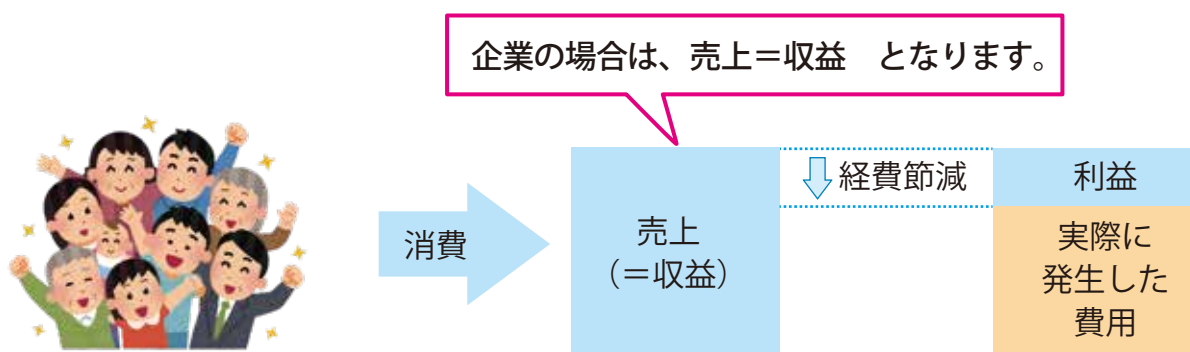 企業の場合は、売上＝収益　となります。
消費
売上
（＝収益）
経費節減
利益
実際に
発生した
費用